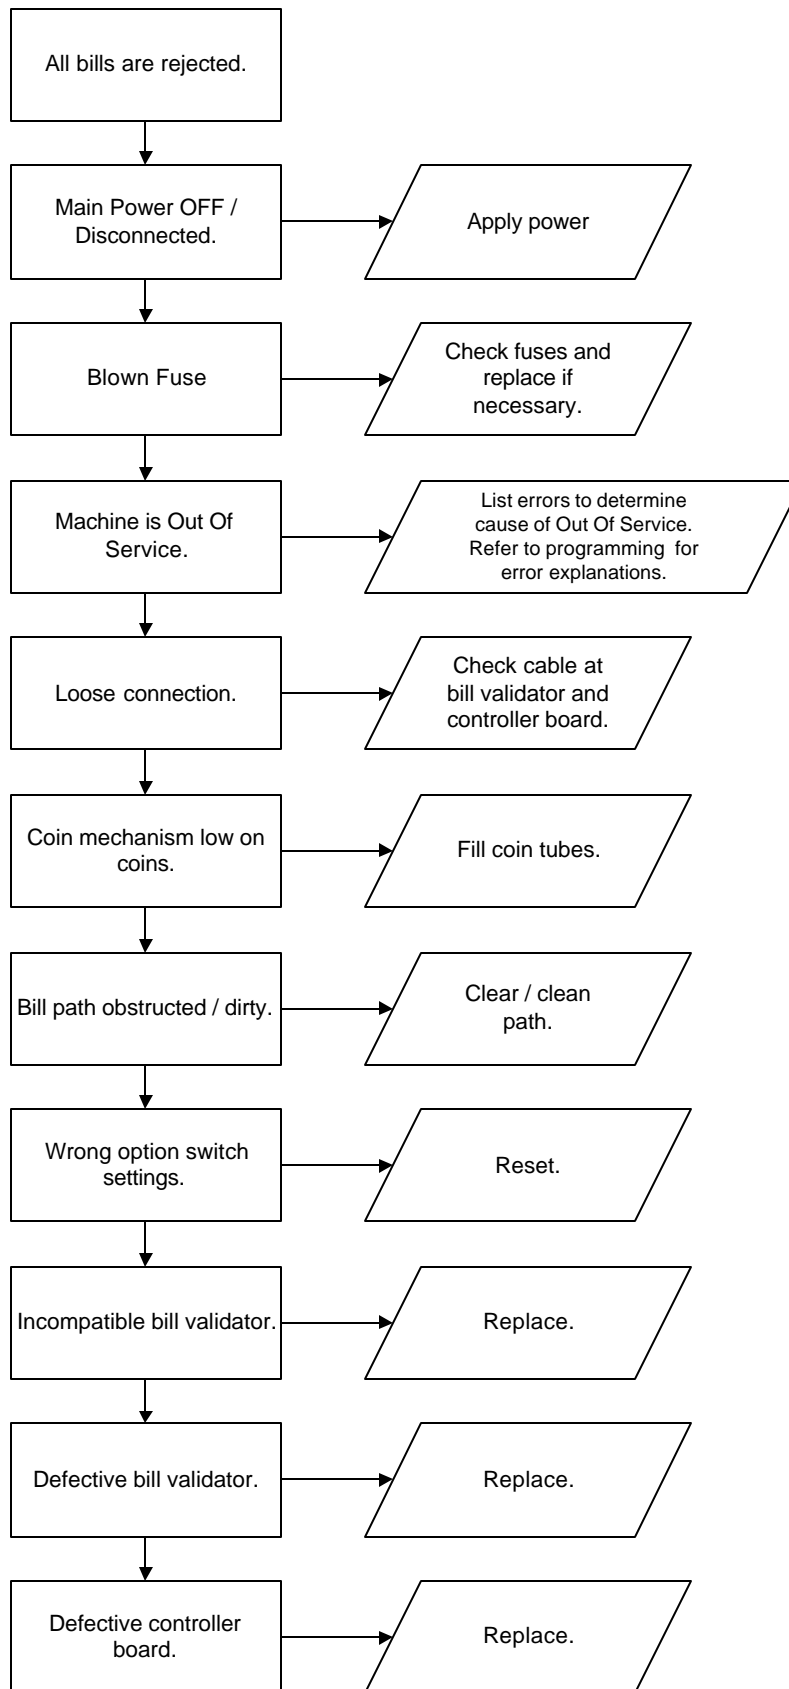 All bills are rejected.
Main Power OFF /
Disconnected.
Apply power
Blown Fuse
Check fuses and
replace if
necessary.
Machine is Out Of
Service.
List errors to determine
cause of Out Of Service.
Refer to programming for
error explanations.
Loose connection.
Check cable at
bill validator and
controller board.
Coin mechanism low on
coins.
Fill coin tubes.
Bill path obstructed / dirty.
Clear / clean
path.
Wrong option switch
settings.
Reset.
Incompatible bill validator.
Replace.
Defective bill validator.
Replace.
Defective controller
board.
Replace.